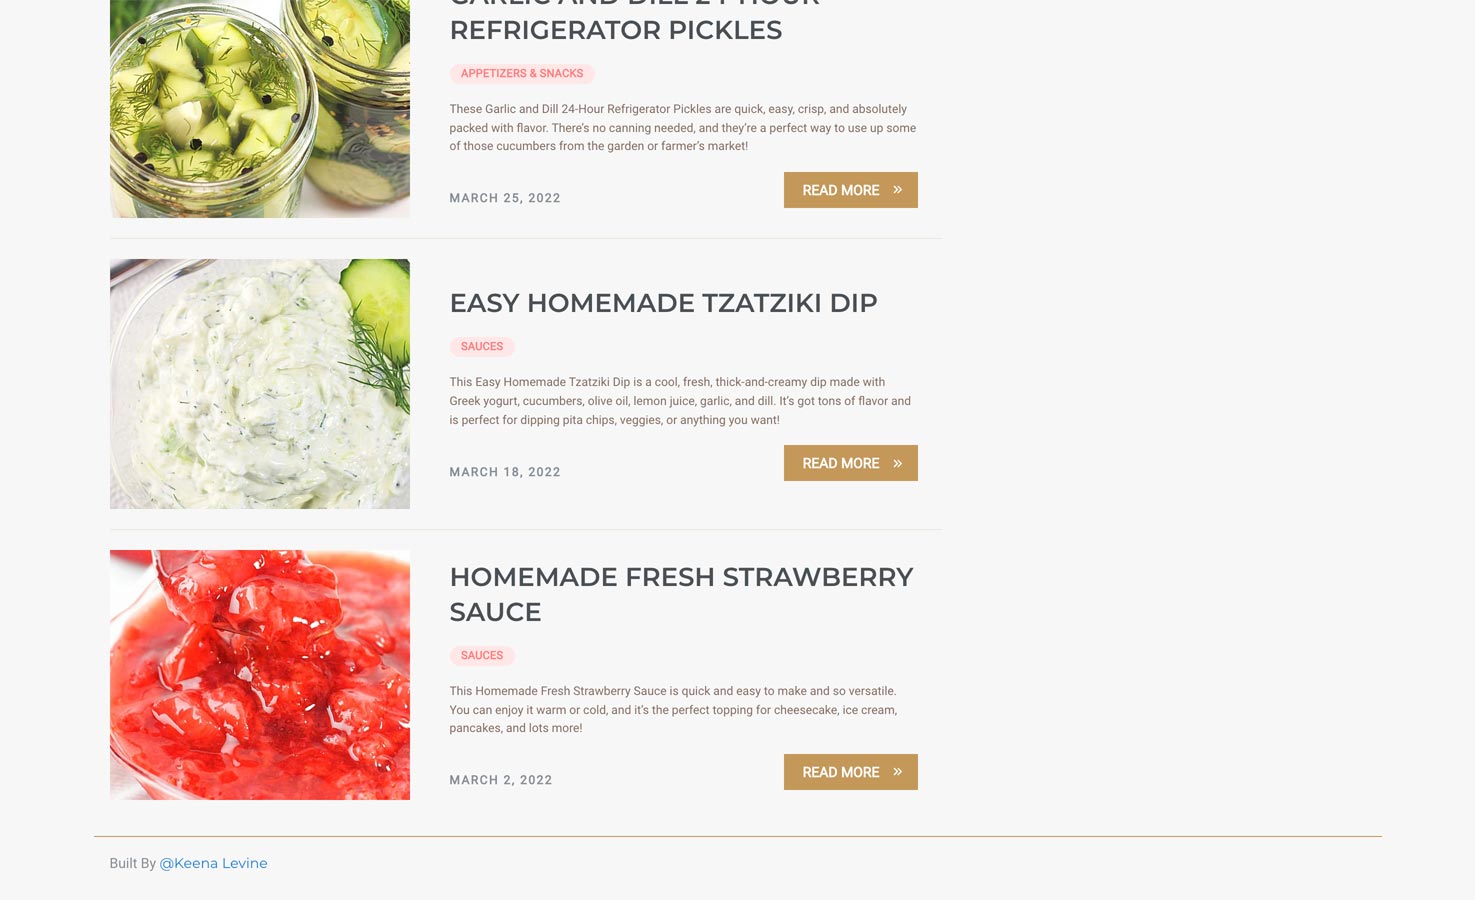 GARLIC AND DILL 24-HOUR
REFRIGERATOR PICKLES
APPETIZERS & SNACKS
These Garlic and Dill 24-Hour Refrigerator Pickles are quick, easy, crisp, and absolutely
packed with flavor. There's no canning needed, and they're a perfect way to use up some
of those cucumbers from the garden or farmer's market!
MARCH 25, 2022
READ MORE »
EASY HOMEMADE TZATZIKI DIP
SAUCES
This Easy Homemade Tzatziki Dip is a cool, fresh, thick-and-creamy dip made with
Greek yogurt, cucumbers, olive oil, lemon juice, garlic, and dill. It's got tons of flavor and
is perfect for dipping pita chips, veggies, or anything you want!
MARCH 18, 2022
READ MORE »
HOMEMADE FRESH STRAWBERRY
SAUCE
SAUCES
This Homemade Fresh Strawberry Sauce is quick and easy to make and so versatile.
You can enjoy it warm or cold, and it's the perfect topping for cheesecake, ice cream,
pancakes, and lots more!
MARCH 2, 2022
READ MORE »
Built By @Keena Levine